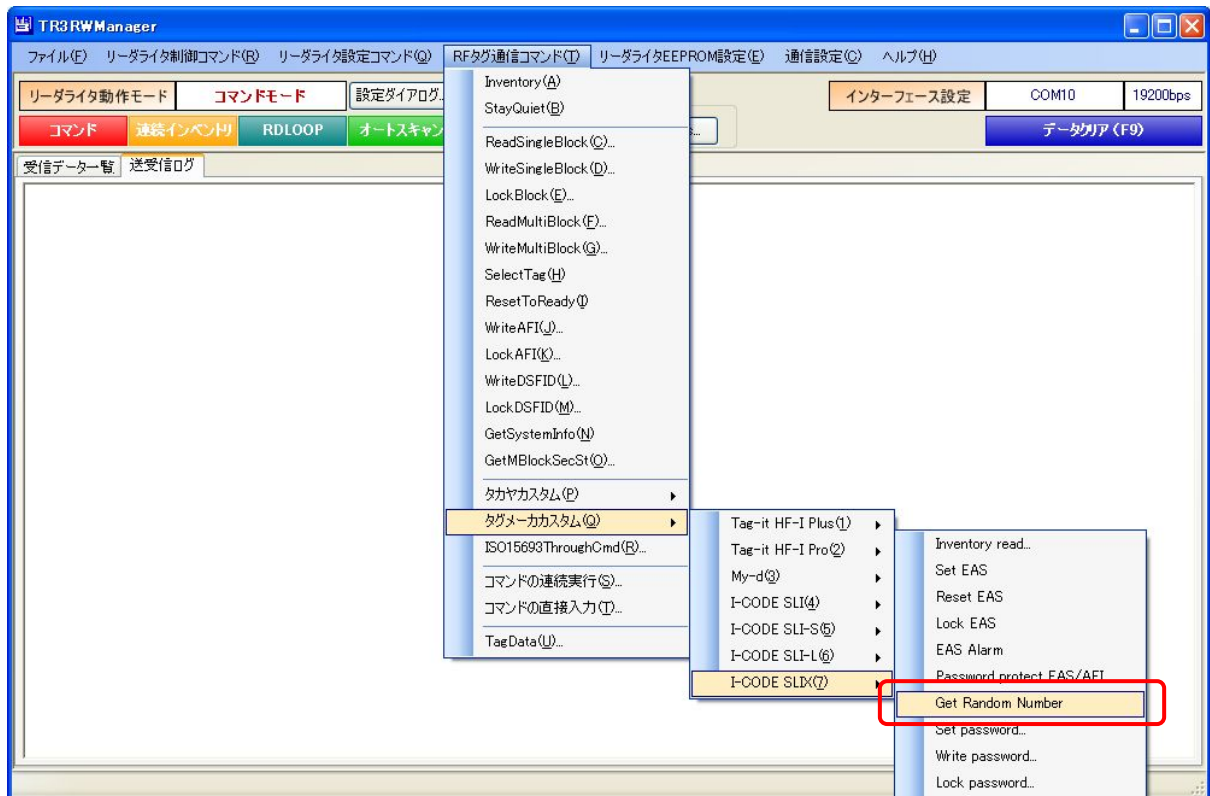 TR3RWManager
ファイル(F) リーダライタ制御コマンド(R) リーダライタ設定コマンド(Q) RFタグ通信コマンド(T) リーダライタEEPROM設定(E) 通信設定(C) ヘルプ(H)
リーダライタ動作モード コマンドモード 設定ダイアログ. インターフェース設定 COM10 19200bps
コマンド 連続インベントリ RDLOOP オートスキャン データクリア(F9)
受信データ一覧 送受信ログ
Inventory(A)
StayQuiet(B)
ReadSingleBlock(C)...
WriteSingleBlock(D)...
LockBlock(E)...
ReadMultiBlock(F)...
WriteMultiBlock(G)...
SelectTag(H)
ResetToReady(I)
WriteAFI(J)...
LockAFI(K)...
WriteDSFID(L)...
LockDSFID(M)...
GetSystemInfo(N)
GetMBlockSecSt(O)...
タカヤカスタム(P)
タグメーカカスタム(Q)
ISO15693ThroughCmd(R)...
コマンドの連続実行(S)...
コマンドの直接入力(T)...
TagData(U)...
Tag-it HF-I Plus(1)
Tag-it HF-I Pro(2)
My-d(3)
I-CODE SLI(4)
I-CODE SLI-S(5)
I-CODE SLI-L(6)
I-CODE SLIX(7)
Inventory read...
Set EAS
Reset EAS
Lock EAS
EAS Alarm
Password protect EAS/AFI
Get Random Number
Set password...
Write password...
Lock password...